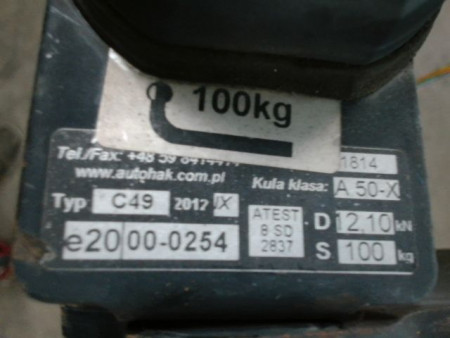 100kg
Tel./Fax: +48 59
1814
www.autohak.com.pl
Kula klasa: A 50-X
Typ C49 2012 IX
ATEST
8 SD
2837
D 12,10 kN
e20 00-0254
S 100 kg